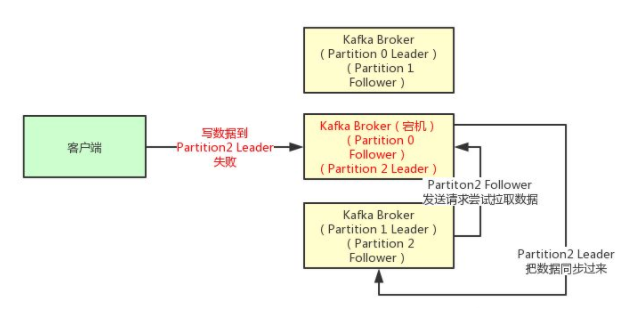 Kafka Broker
( Partition 0 Leader )
( Partition 1
Follower )
客户端
写数据到
Partition2 Leader
失败
Kafka Broker（宕机）
( Partition 0
Follower )
( Partition 2 Leader )
Partiton2 Follower
发送请求尝试拉取数据
Kafka Broker
( Partition 1 Leader )
( Partition 2
Follower )
Partition2 Leader
把数据同步过来